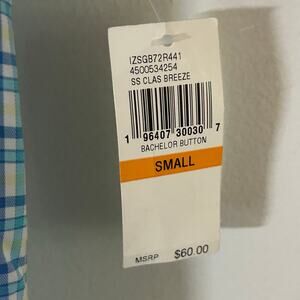 IZSGB72R441
4500534254
SS CLAS BREEZE
1 96407 30030 7
BACHELOR BUTTON
SMALL
MSRP $60.00